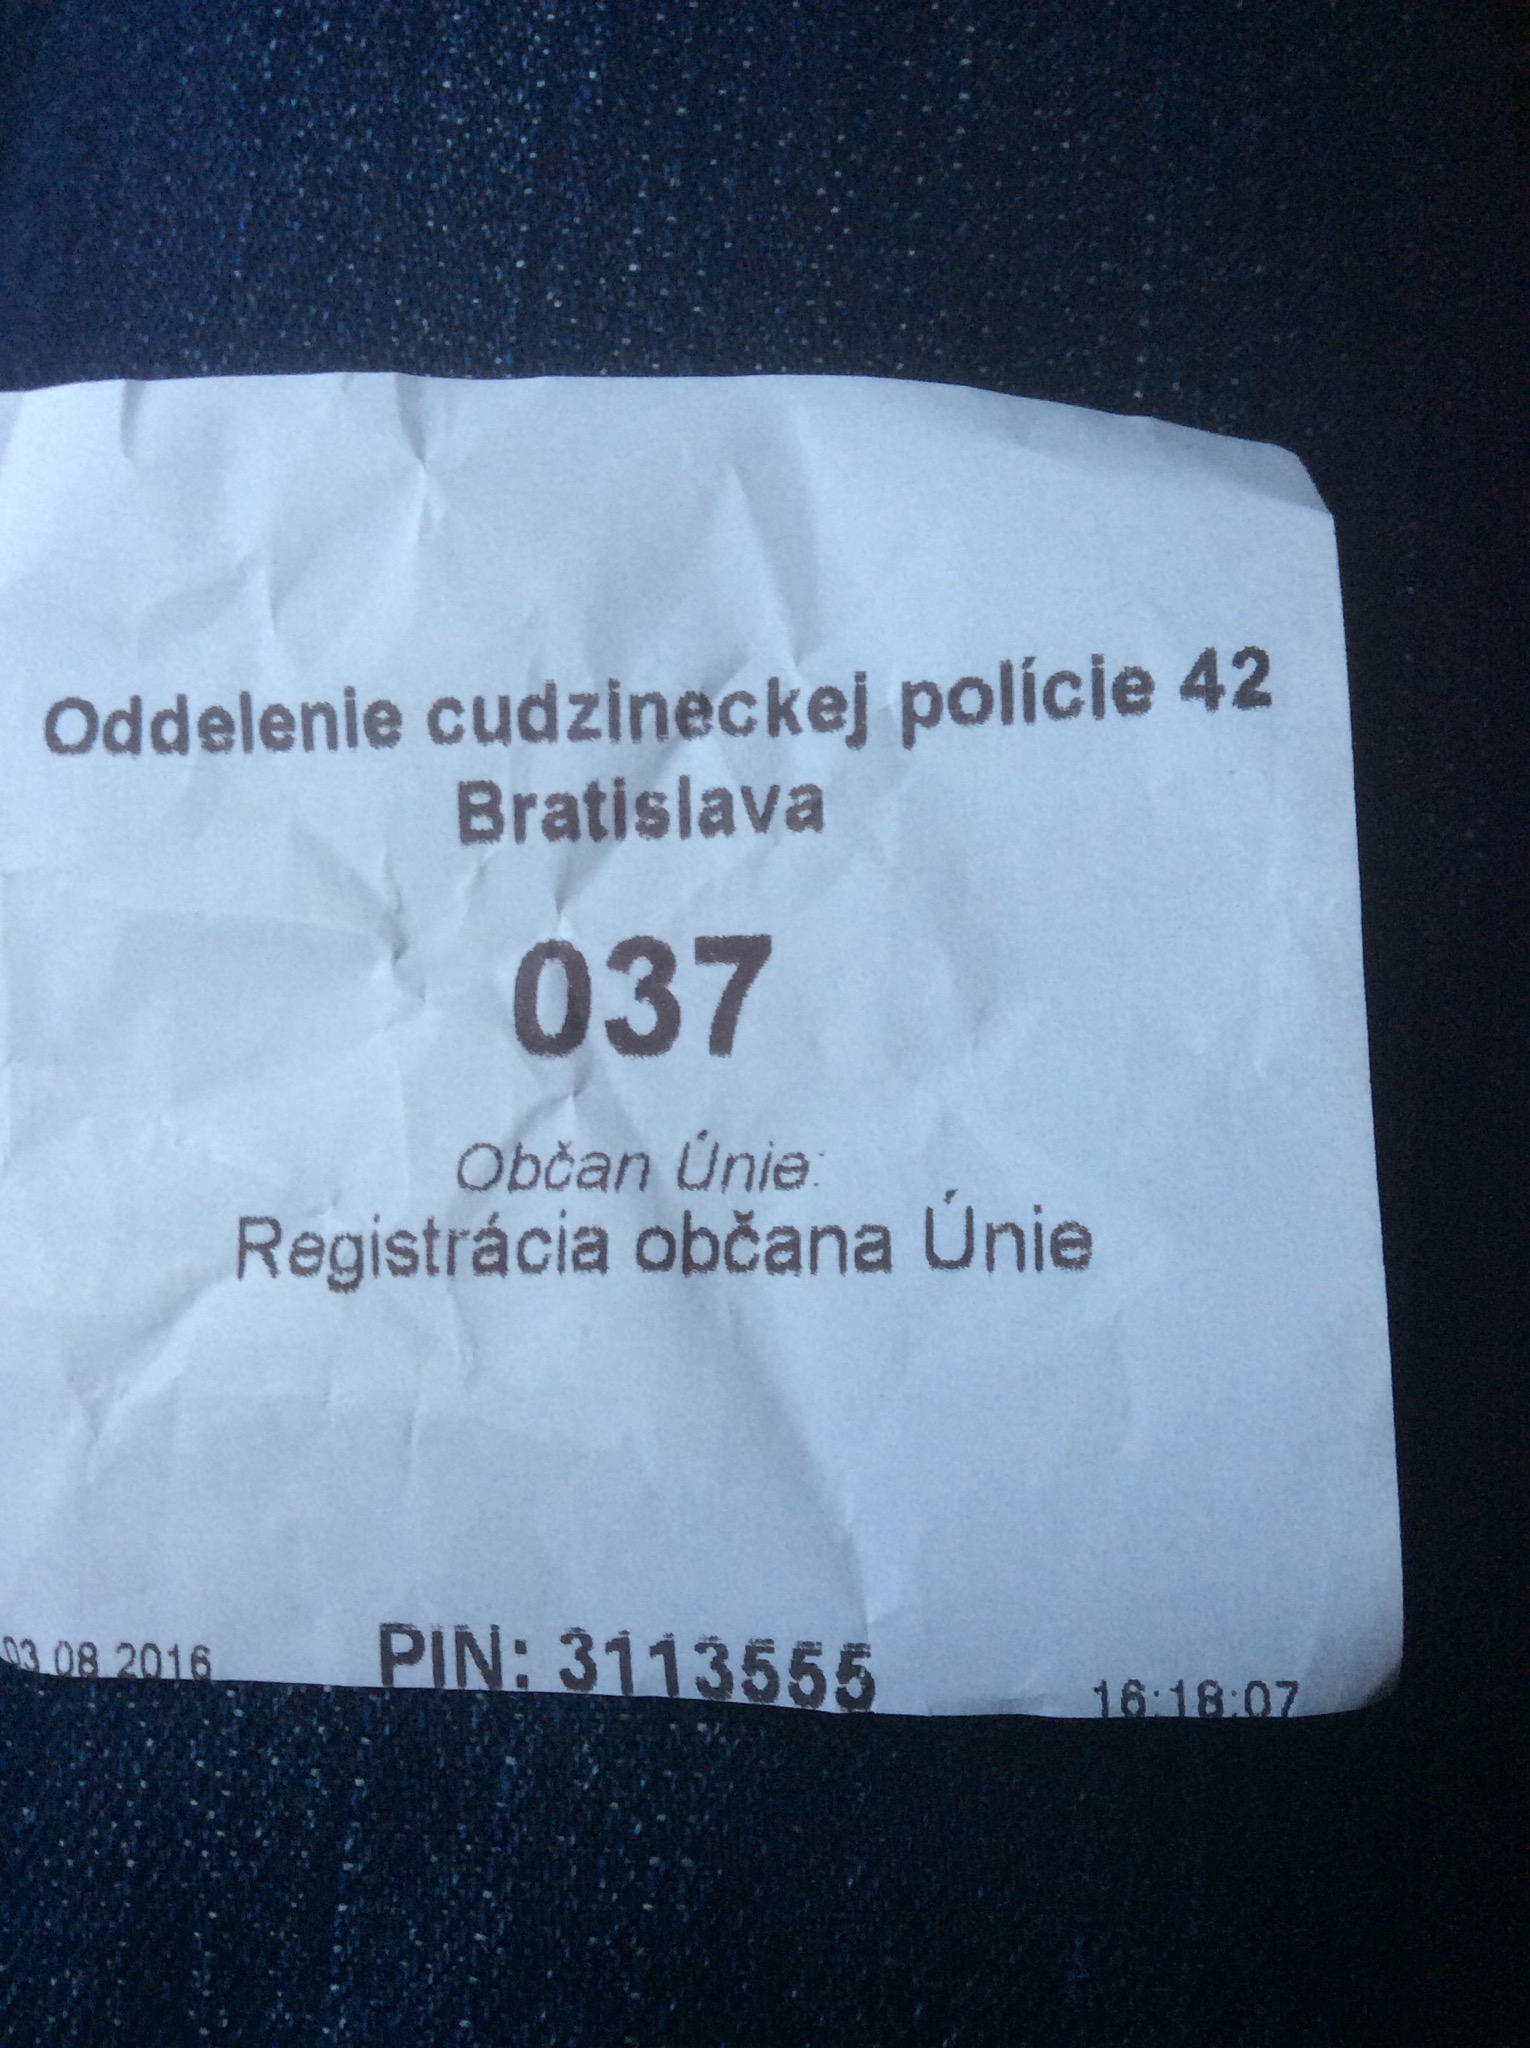 Oddelenie cudzineckej polície 42
Bratislava
037
Občan Únie:
Registrácia občana Únie
03.08.2016 PIN: 3113555 16:18:07